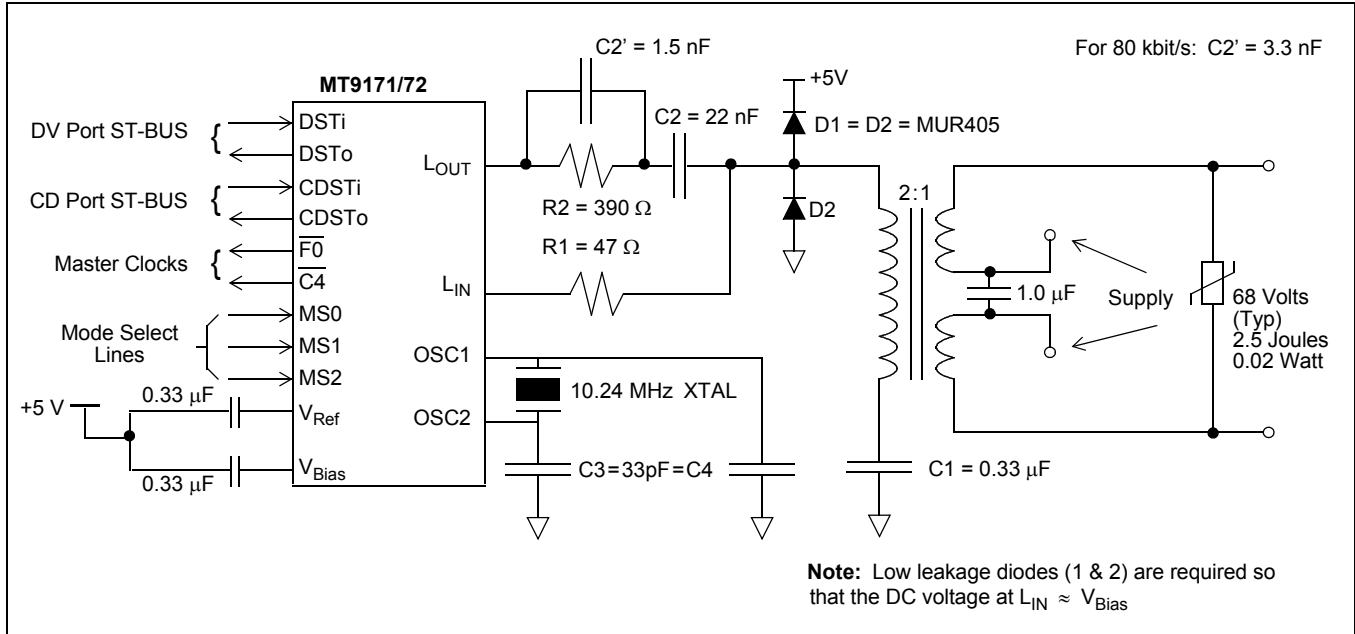 C2' = 1.5 nF
For 80 kbit/s: C2' = 3.3 nF
MT9171/72
+5V
DV Port ST-BUS {
DSTi
DSTo
C2 = 22 nF
D1 = D2 = MUR405
L_OUT
CD Port ST-BUS {
CDSTi
CDSTo
R2 = 390 Ω
D2
2:1
Master Clocks {
F0
C4
R1 = 47 Ω
L_IN
1.0 μF
Supply
68 Volts
(Typ)
2.5 Joules
0.02 Watt
Mode Select
Lines
MS0
MS1
MS2
OSC1
10.24 MHz XTAL
+5 V
0.33 μF
V_Ref
OSC2
0.33 μF
V_Bias
C3=33pF=C4
C1 = 0.33 μF
Note: Low leakage diodes (1 & 2) are required so
that the DC voltage at L_IN ≈ V_Bias